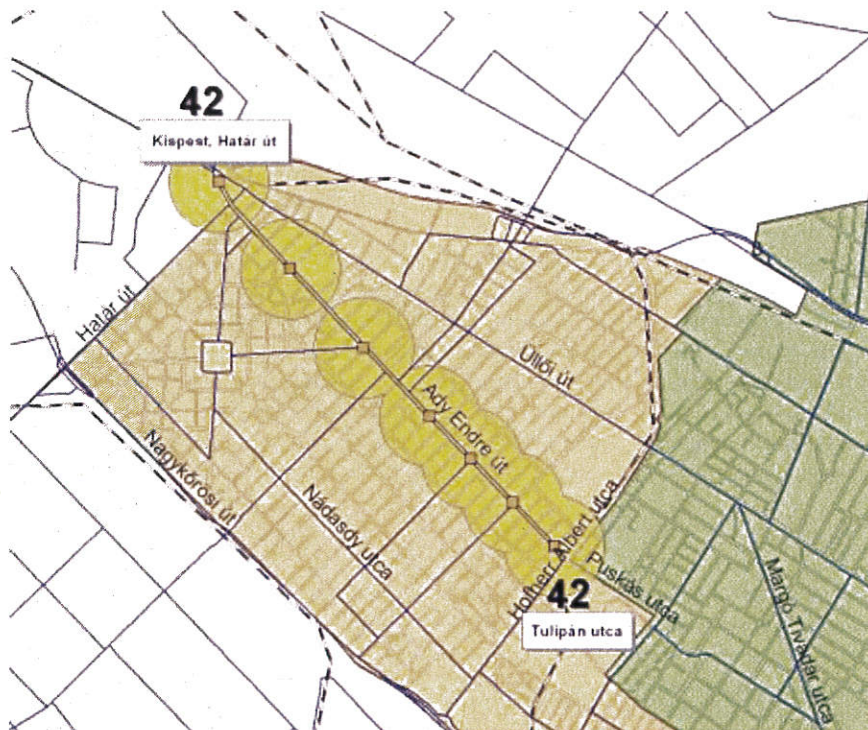 42
Kispest, Határ út
Határ út
Üllői út
Ady Endre út
Nagykőrösi út
Nádasdy utca
Hofherr Albert utca
Puskás utca
Margó Tivadar utca
42
Tulipán utca